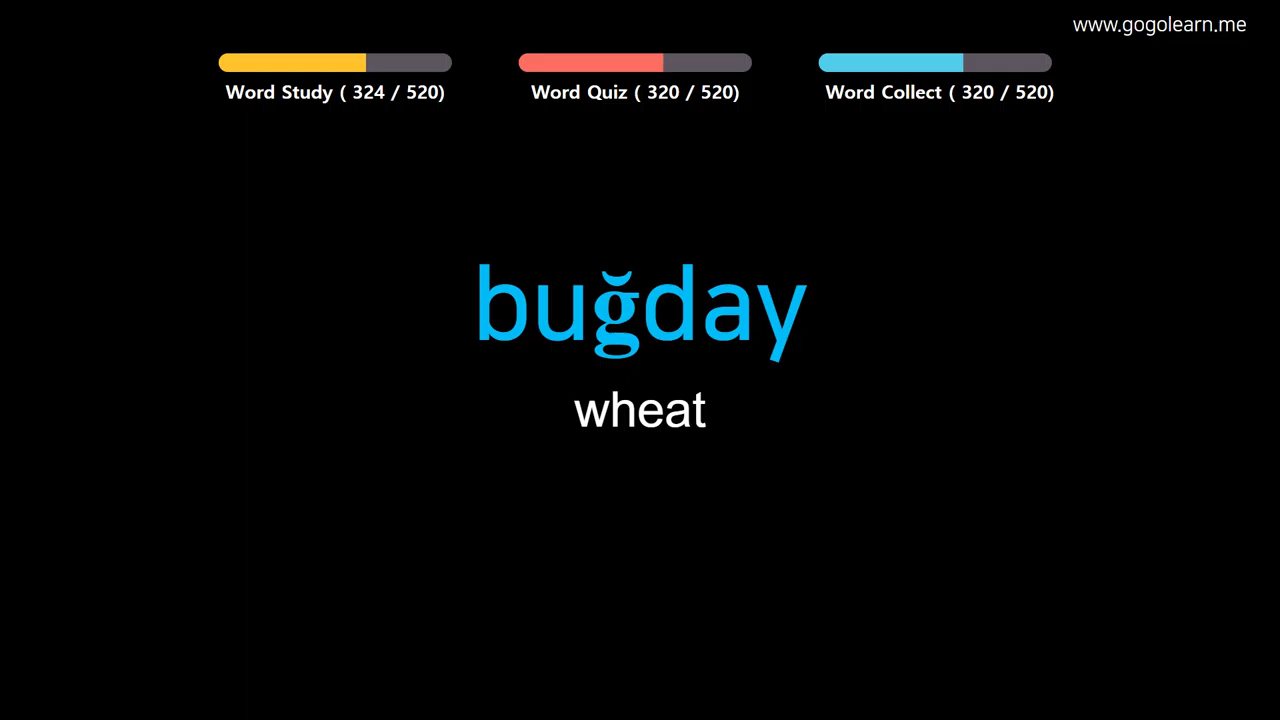 www.gogolearn.me
Word Study ( 324 / 520)
Word Quiz ( 320 / 520)
Word Collect ( 320 / 520)
buğday
wheat